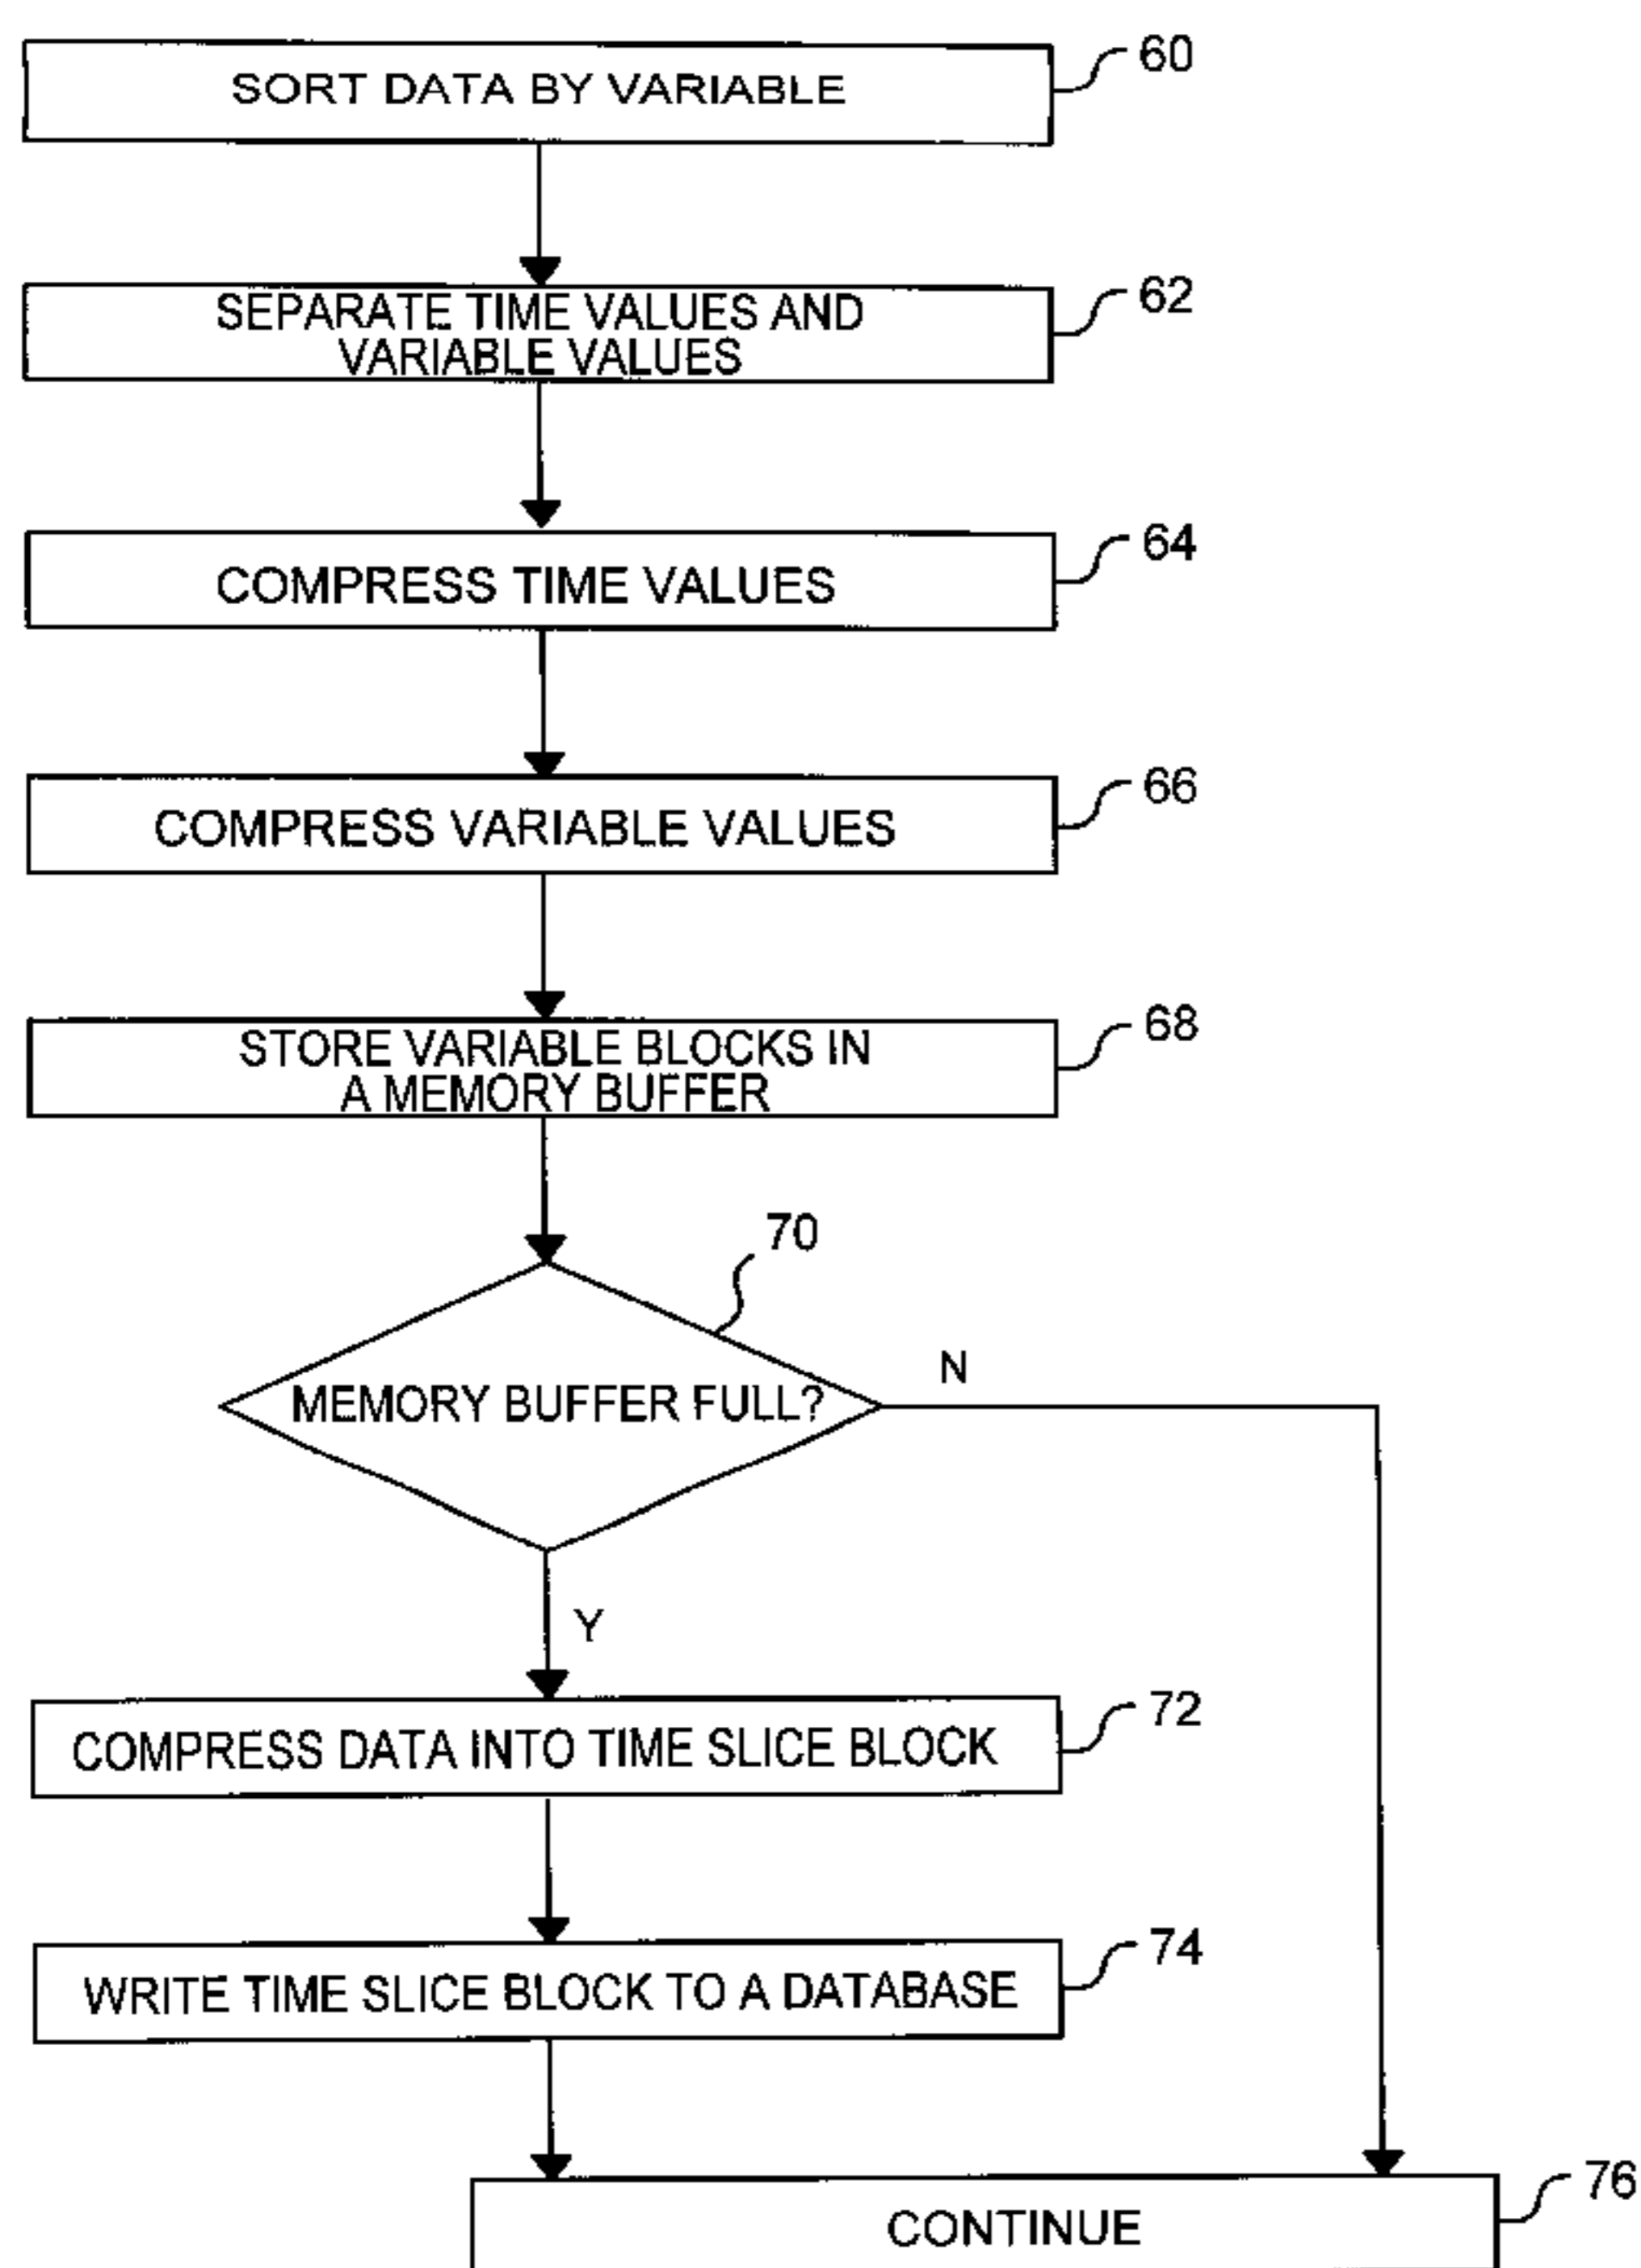 60
SORT DATA BY VARIABLE
62
SEPARATE TIME VALUES AND
VARIABLE VALUES
64
COMPRESS TIME VALUES
66
COMPRESS VARIABLE VALUES
68
STORE VARIABLE BLOCKS IN
A MEMORY BUFFER
70
MEMORY BUFFER FULL?
N
Y
72
COMPRESS DATA INTO TIME SLICE BLOCK
74
WRITE TIME SLICE BLOCK TO A DATABASE
76
CONTINUE